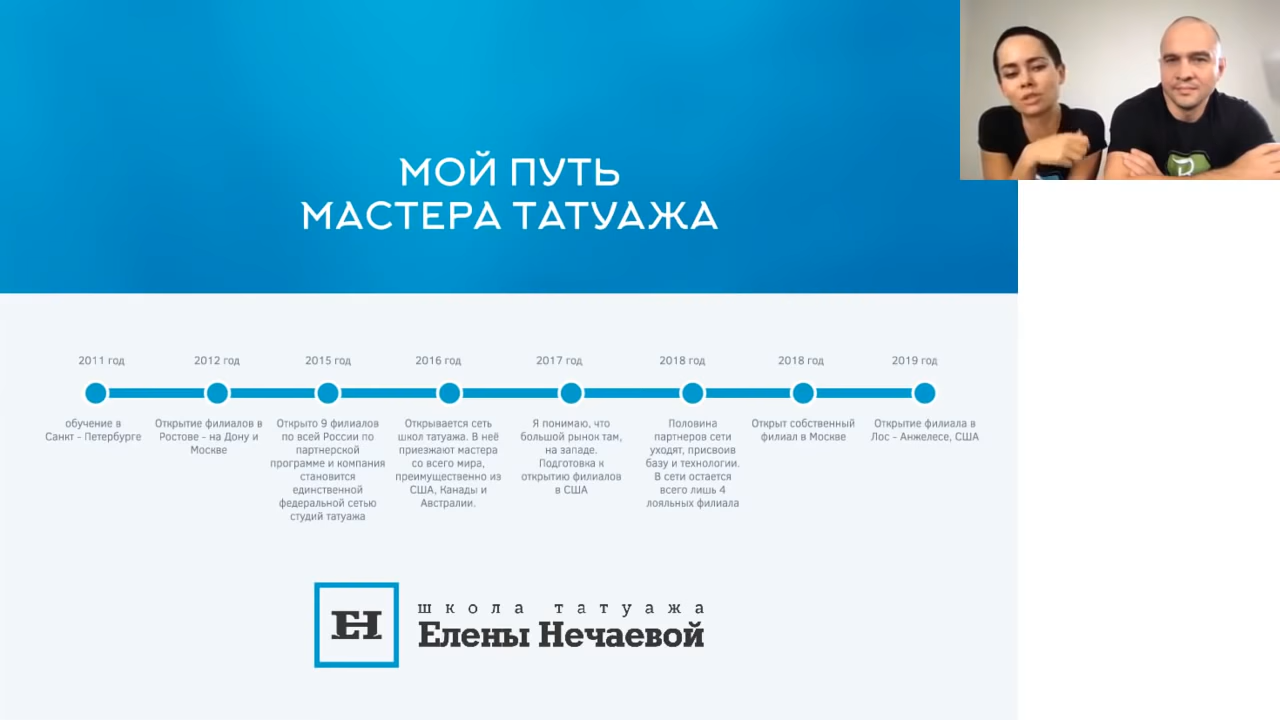 МОЙ ПУТЬ
МАСТЕРА ТАТУАЖА
2011 год
обучение в
Санкт - Петербурге
2012 год
Открытие филиалов в
Ростове - на Дону и
Москве
2015 год
Открыто 9 филиалов
по всей России по
партнерской
программе и компания
становится
единственной
федеральной сетью
студий татуажа
2016 год
Открывается сеть
школ татуажа. В неё
приезжают мастера
со всего мира,
преимущественно из
США, Канады и
Австралии.
2017 год
Я понимаю, что
большой рынок там,
на западе.
Подготовка к
открытию филиалов
в США
2018 год
Половина
партнеров сети
уходят, присвоив
базу и технологии.
В сети остается
всего лишь 4
лояльных филиала
2018 год
Открыт собственный
филиал в Москве
2019 год
Открытие филиала в
Лос - Анжелесе, США
ЕН
школа татуажа
Елены Нечаевой